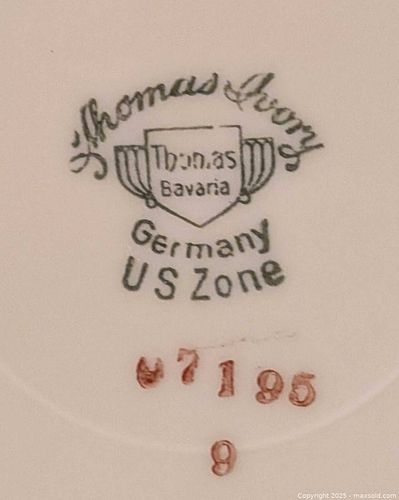 Thomas Ivory
Thomas
Bavaria
Germany
US Zone
7195
9
Copyright 2025 - maxsold.com